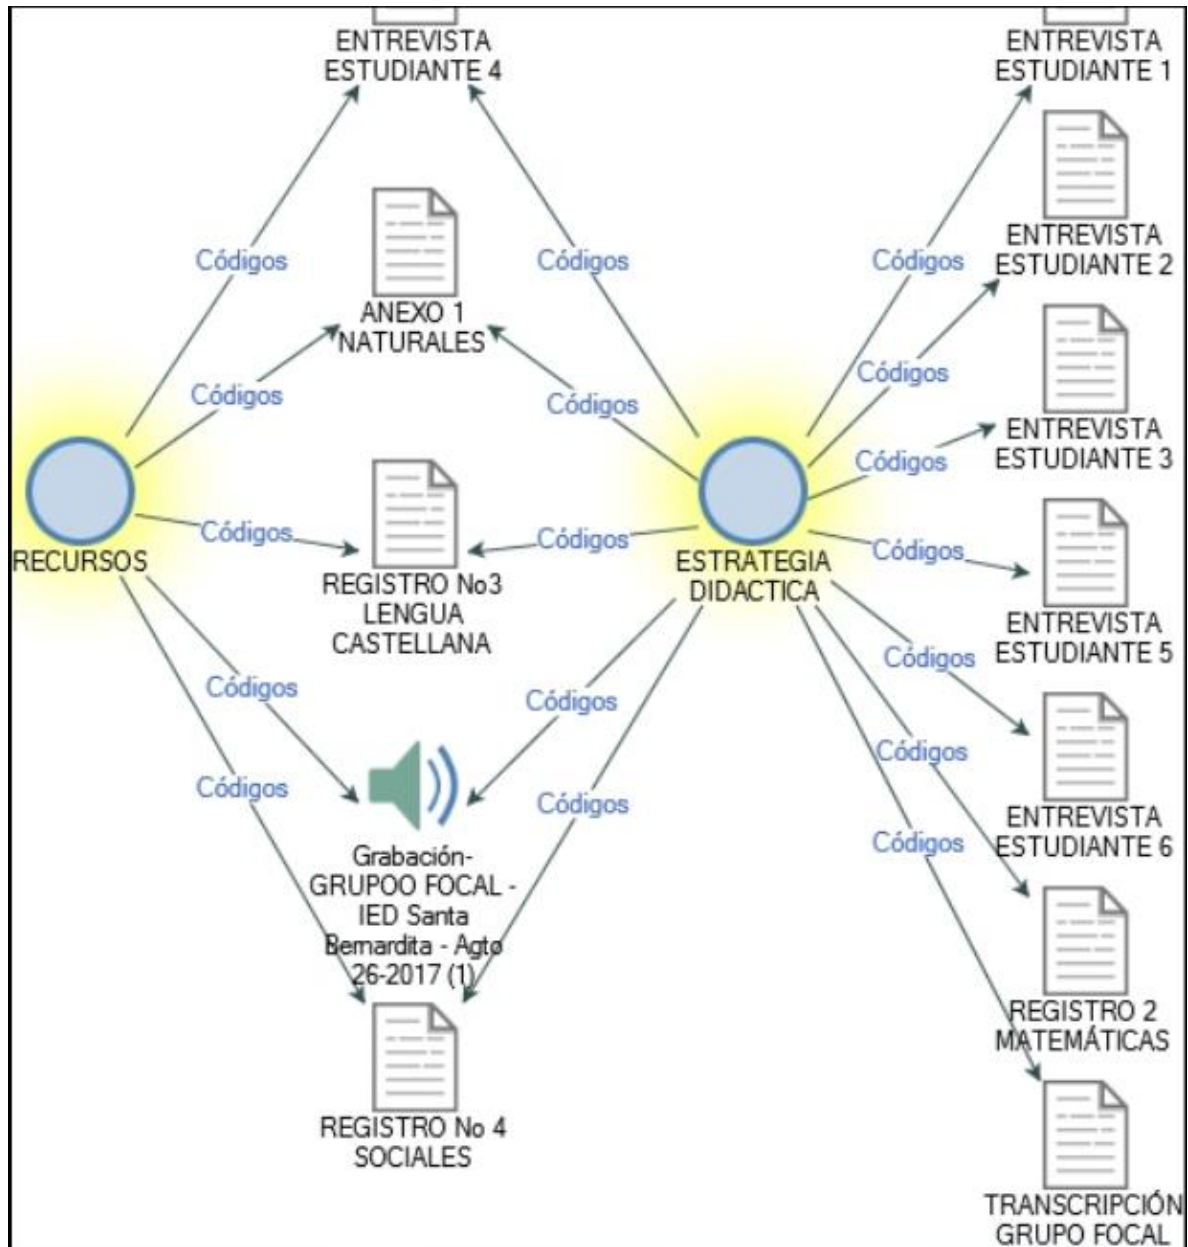 ENTREVISTA
ESTUDIANTE 4
ENTREVISTA
ESTUDIANTE 1
Códigos
Códigos
Códigos
ENTREVISTA
ESTUDIANTE 2
ANEXO 1
NATURALES
Códigos
Códigos
Códigos
ENTREVISTA
ESTUDIANTE 3
Códigos
Códigos
Códigos
Códigos
RECURSOS
REGISTRO No3
LENGUA
CASTELLANA
ESTRATEGIA
DIDACTICA
ENTREVISTA
ESTUDIANTE 5
Códigos
Códigos
Códigos
Códigos
Códigos
Códigos
Códigos
ENTREVISTA
ESTUDIANTE 6
Grabación-
GRUPOO FOCAL -
IED Santa
Bernardita - Agto
26-2017 (1)
REGISTRO 2
MATEMÁTICAS
REGISTRO No 4
SOCIALES
TRANSCRIPCIÓN
GRUPO FOCAL